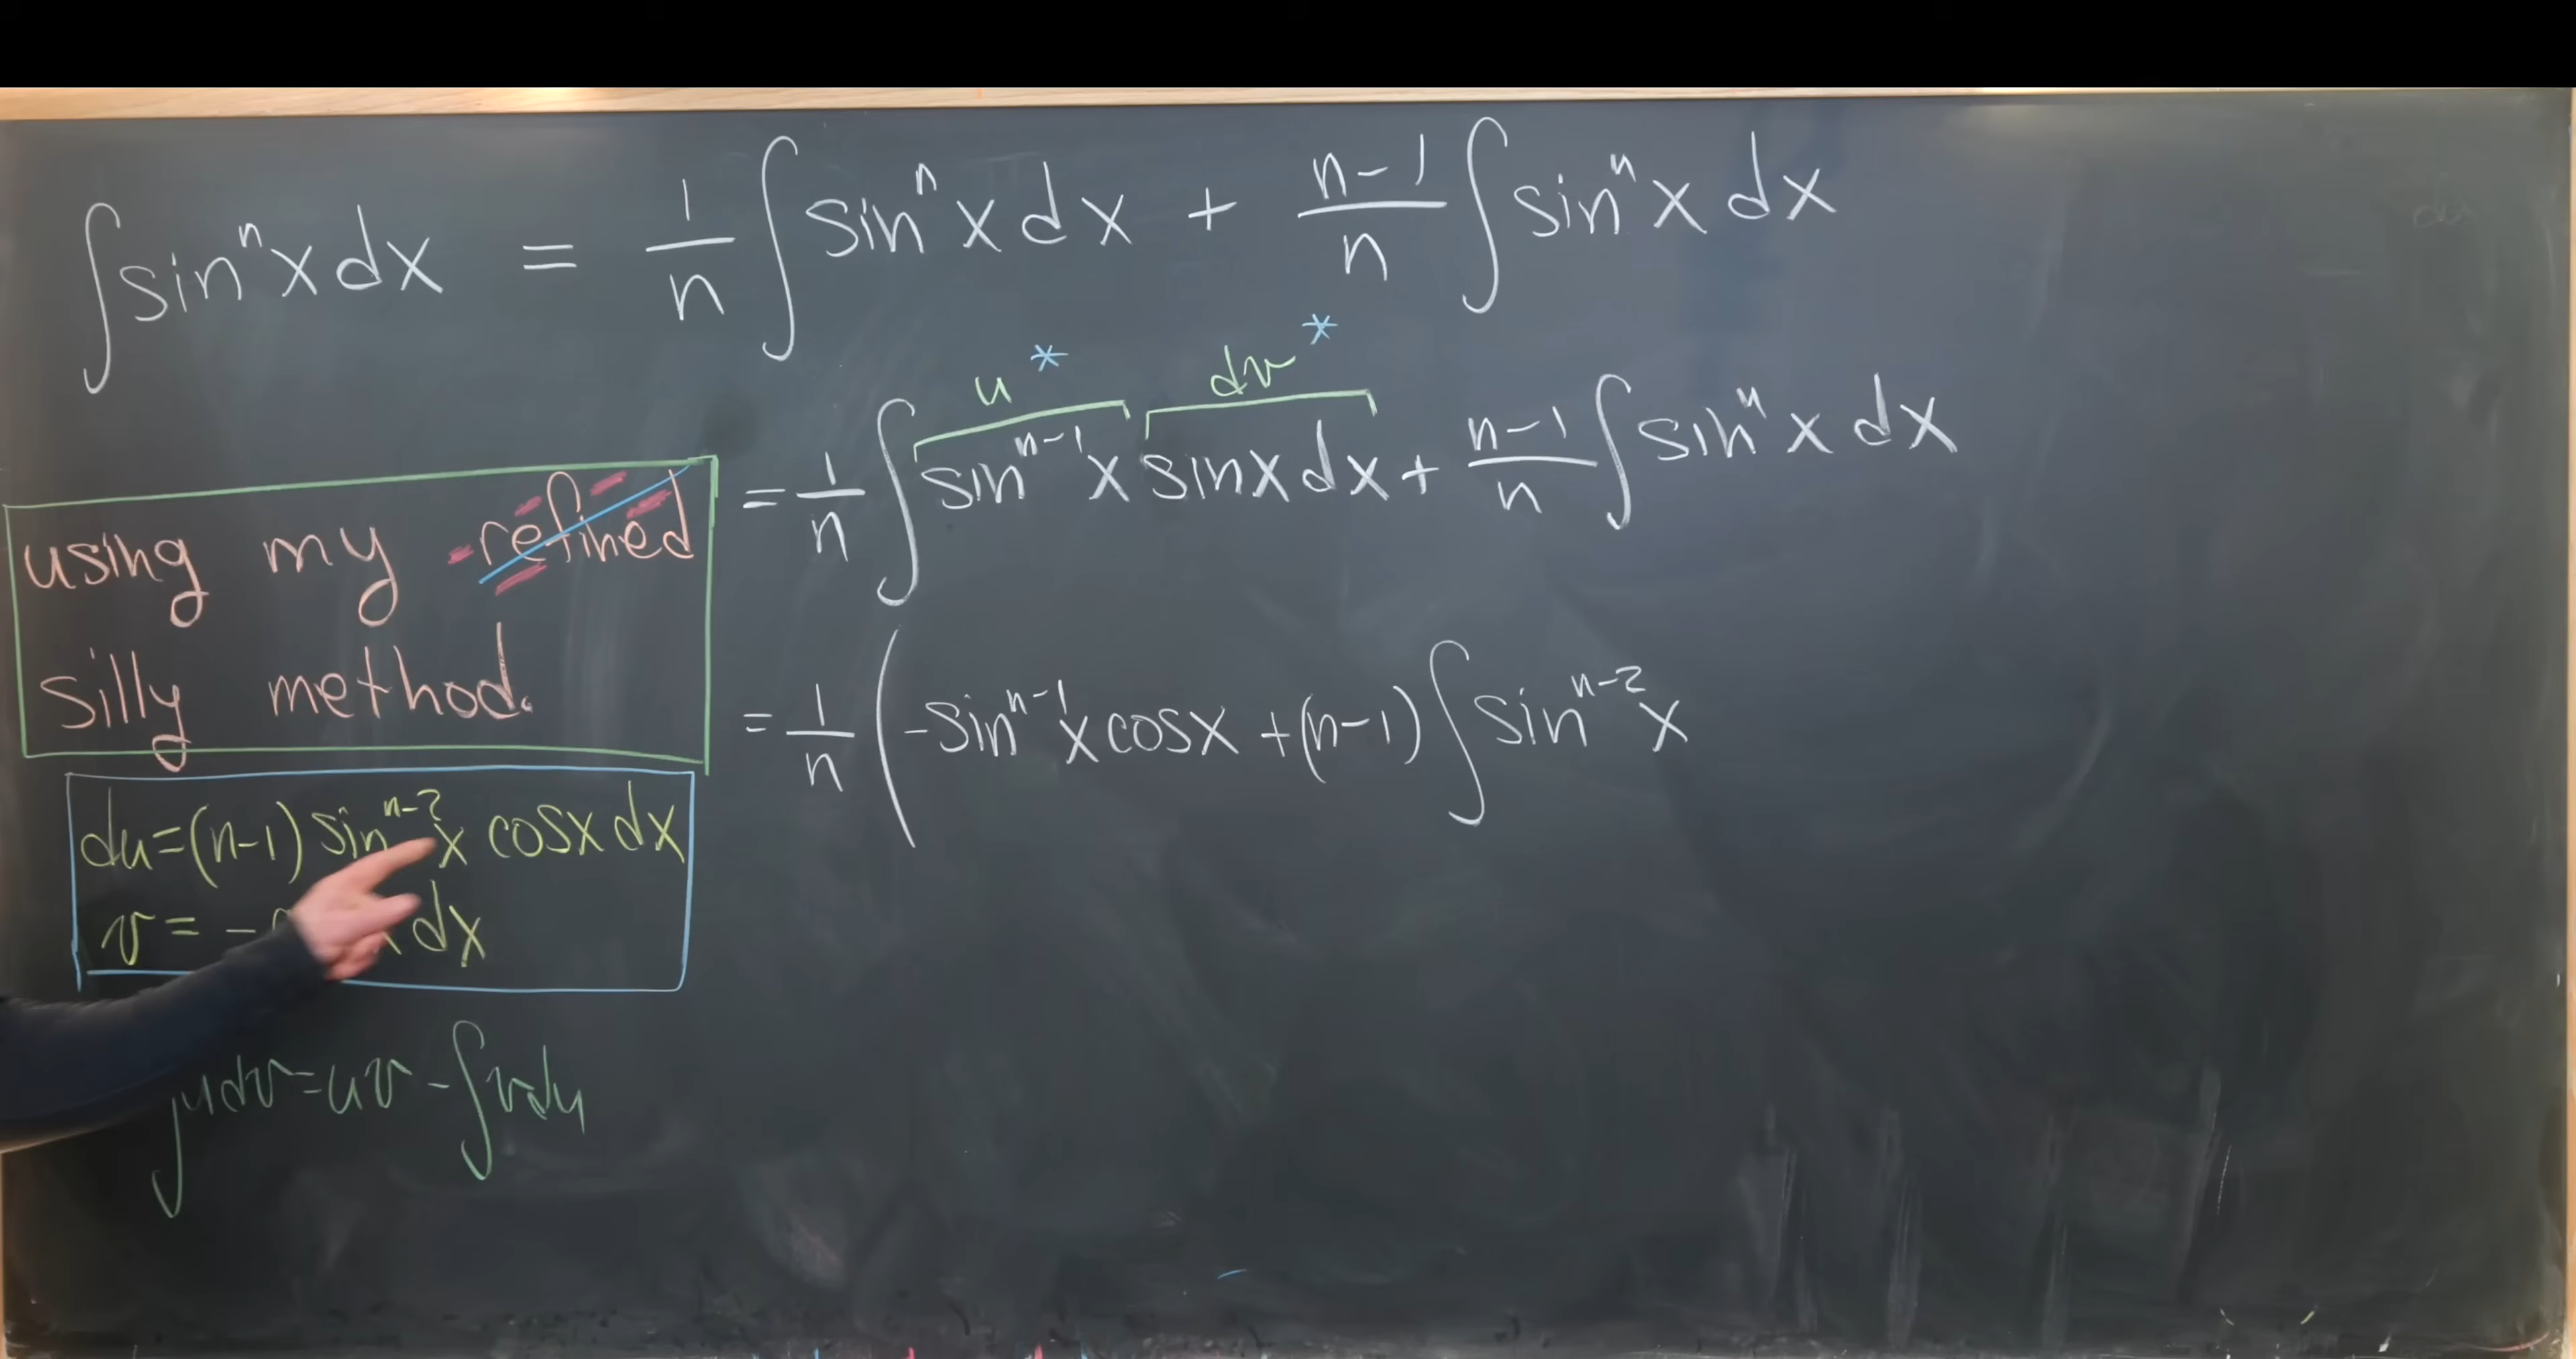 ∫sinⁿx dx = 1/n ∫sinⁿx dx + n-1/n ∫sinⁿx dx
u * dv *
= 1/n ∫sinⁿ⁻¹x sinx dx + n-1/n ∫sinⁿx dx
using my refined
silly method.
= 1/n (-sinⁿ⁻¹x cosx + (n-1) ∫sinⁿ⁻²x
du = (n-1) sinⁿ⁻²x cosx dx
v = - dx
∫udv = uv - ∫vdu